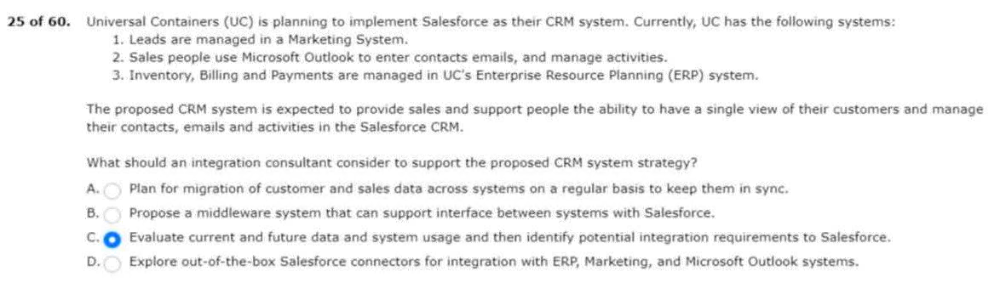 25 of 60. Universal Containers (UC) is planning to implement Salesforce as their CRM system. Currently, UC has the following systems:
1. Leads are managed in a Marketing System.
2. Sales people use Microsoft Outlook to enter contacts emails, and manage activities.
3. Inventory, Billing and Payments are managed in UC's Enterprise Resource Planning (ERP) system.
The proposed CRM system is expected to provide sales and support people the ability to have a single view of their customers and manage
their contacts, emails and activities in the Salesforce CRM.
What should an integration consultant consider to support the proposed CRM system strategy?
A. Plan for migration of customer and sales data across systems on a regular basis to keep them in sync.
B. Propose a middleware system that can support interface between systems with Salesforce.
C. Evaluate current and future data and system usage and then identify potential integration requirements to Salesforce.
D. Explore out-of-the-box Salesforce connectors for integration with ERP, Marketing, and Microsoft Outlook systems.